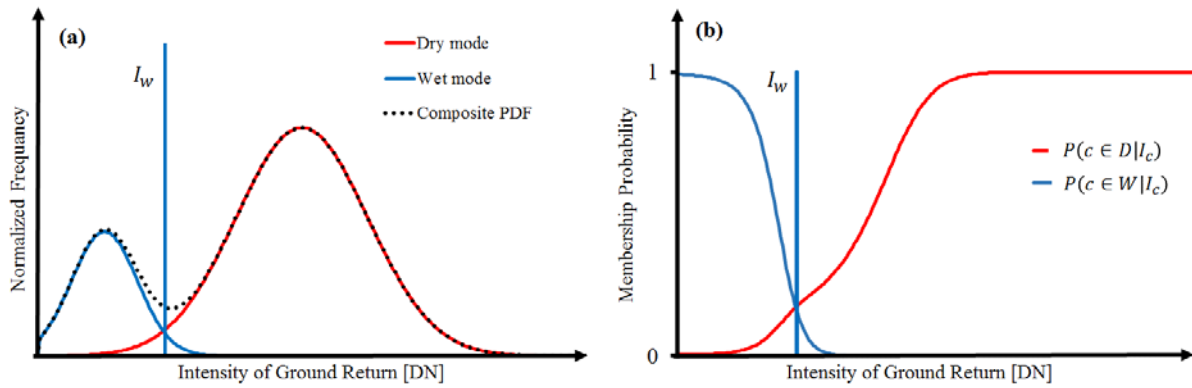 (a)
I_w
Dry mode
Wet mode
Composite PDF
Normalized Frequancy
Intensity of Ground Return [DN]
(b)
1
I_w
P(c ∈ D|I_c)
P(c ∈ W|I_c)
Membership Probability
0
Intensity of Ground Return [DN]